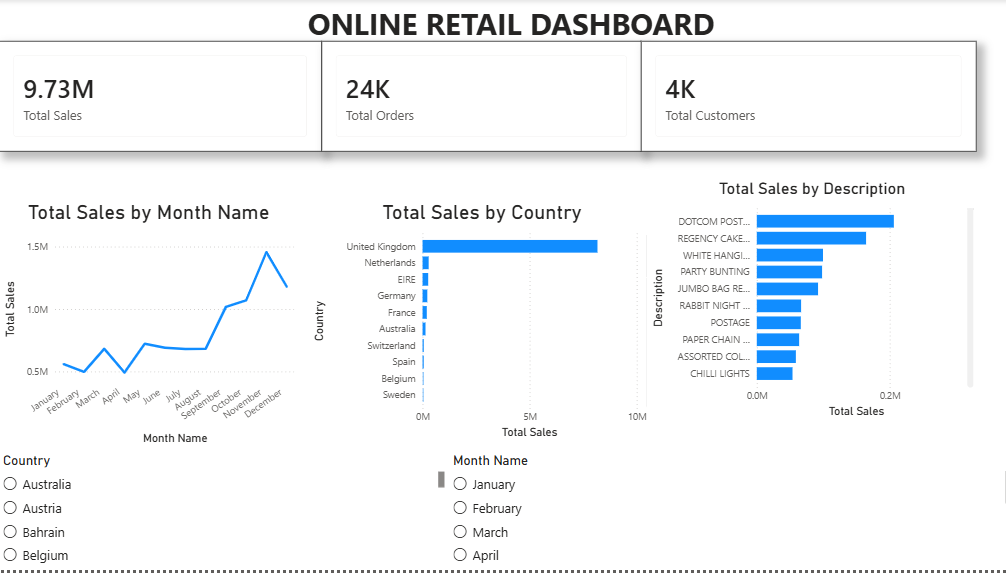 ONLINE RETAIL DASHBOARD
9.73M
Total Sales
24K
Total Orders
4K
Total Customers
Total Sales by Month Name
Total Sales
1.5M
1.0M
0.5M
January
February
March
April
May
June
July
August
September
October
November
December
Month Name
Total Sales by Country
Country
United Kingdom
Netherlands
EIRE
Germany
France
Australia
Switzerland
Spain
Belgium
Sweden
0M
5M
10M
Total Sales
Total Sales by Description
Description
DOTCOM POST...
REGENCY CAKE...
WHITE HANGI...
PARTY BUNTING
JUMBO BAG RE...
RABBIT NIGHT ...
POSTAGE
PAPER CHAIN ...
ASSORTED COL...
CHILLI LIGHTS
0.0M
0.2M
Total Sales
Country
Australia
Austria
Bahrain
Belgium
Month Name
January
February
March
April